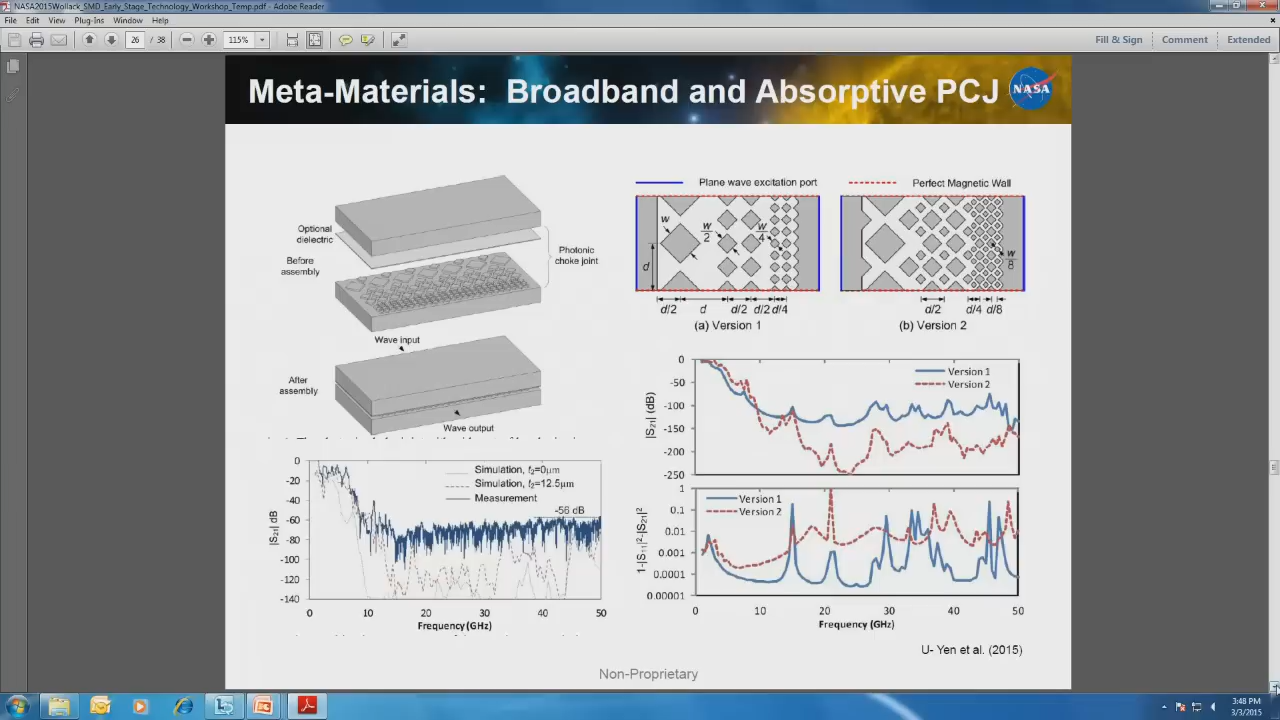 NASA2015Wollack_SMD_Early_Stage_Technology_Workshop_Temp.pdf - Adobe Reader
File Edit View Plug-Ins Window Help
26 / 38 115% Fill & Sign Comment Extended
Meta-Materials: Broadband and Absorptive PCJ
NASA
Optional dielectric
Before assembly
Photonic choke joint
Wave input
After assembly
Wave output
Plane wave excitation port
Perfect Magnetic Wall
w
w/2
w/4
d
d/2 d d/2 d/2 d/4
(a) Version 1
w/8
d/2 d/4 d/8
(b) Version 2
0
-50
-100
-150
-200
-250
|S21| (dB)
Version 1
Version 2
1
0.1
0.01
0.001
0.0001
0.00001
1-|S11|²-|S21|²
Version 1
Version 2
0 10 20 30 40 50
Frequency (GHz)
0
-20
-40
-60
-80
-100
-120
-140
|S21| dB
Simulation, t2=0μm
Simulation, t2=12.5μm
Measurement
-56 dB
0 10 20 30 40 50
Frequency (GHz)
U- Yen et al. (2015)
Non-Proprietary
3:48 PM
3/3/2015